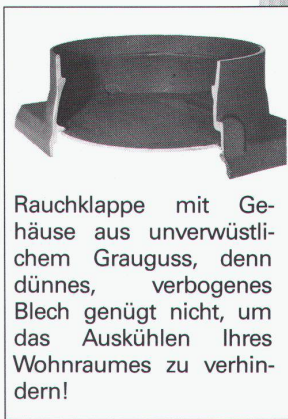 Rauchklappe mit Ge-
häuse aus unverwüstli-
chem Grauguss, denn
dünnes, verbogenes
Blech genügt nicht, um
das Auskühlen Ihres
Wohnraumes zu verhin-
dern!